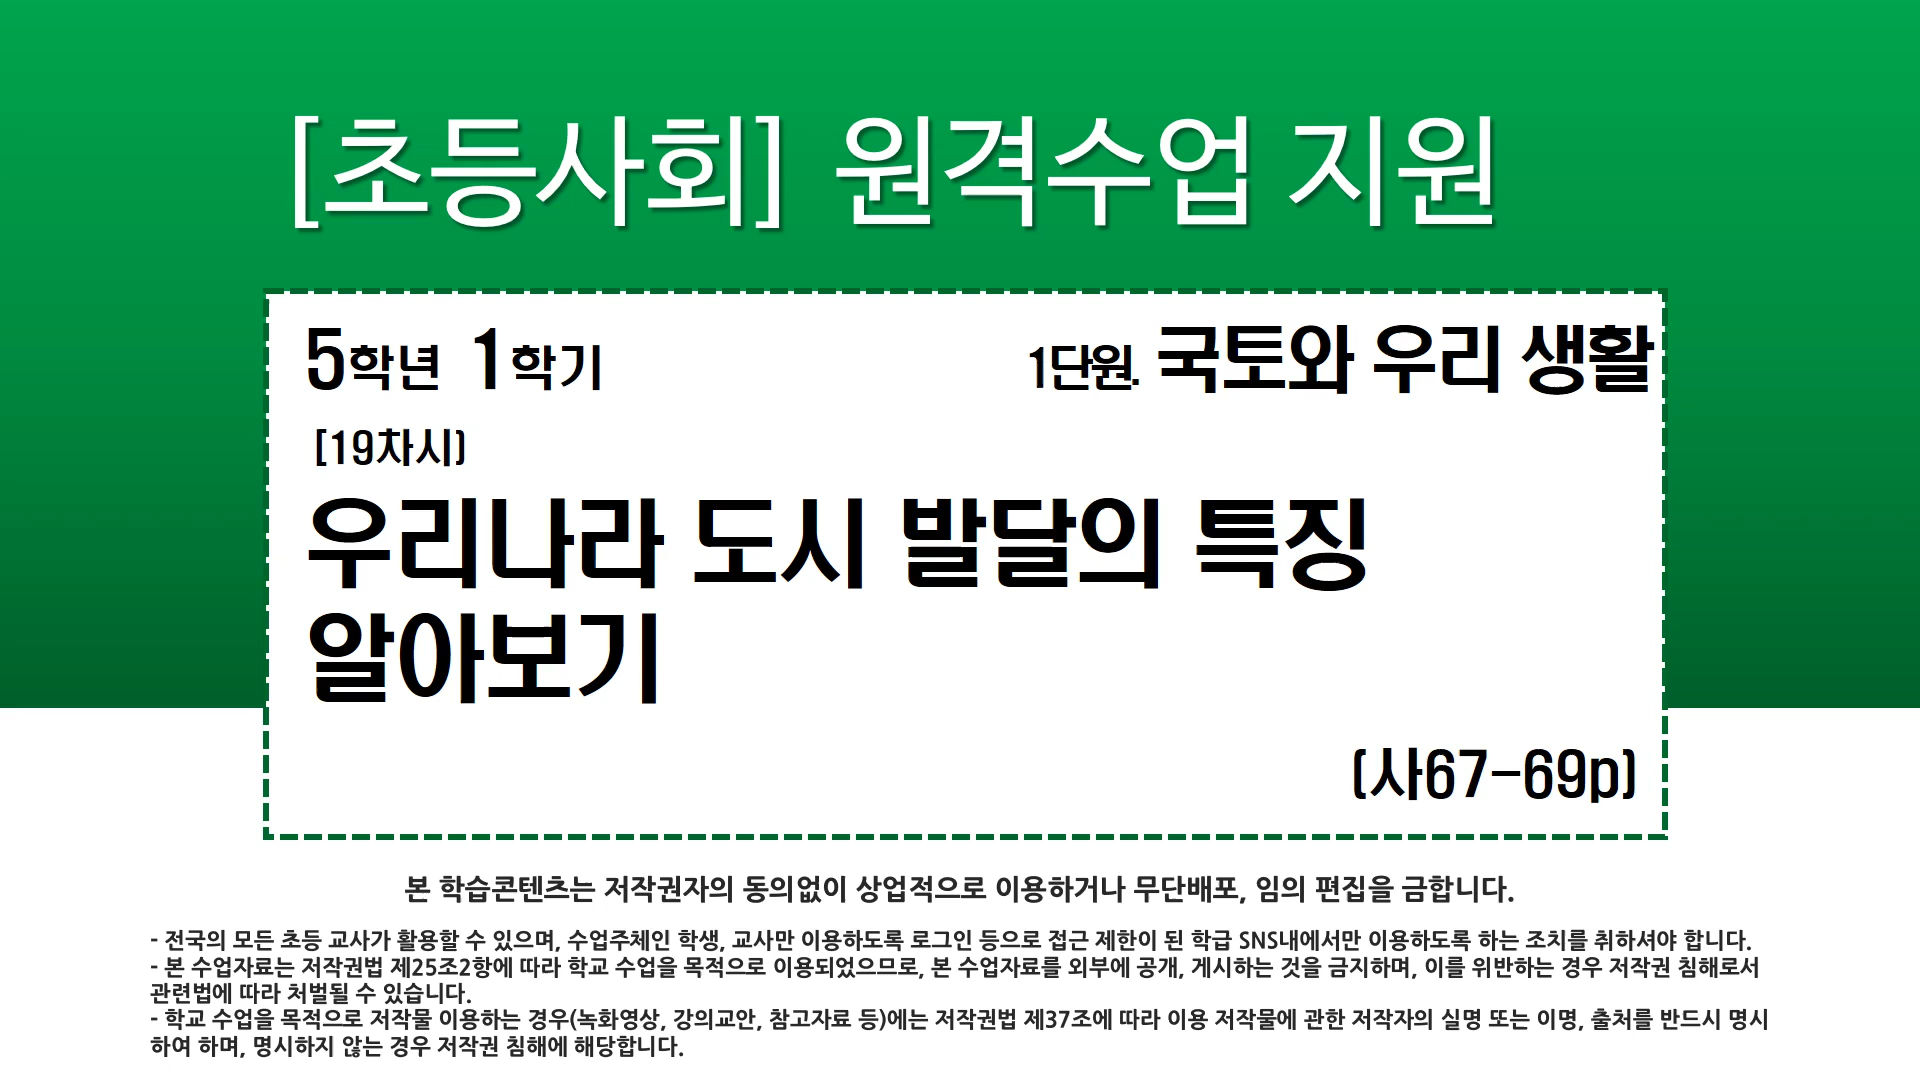 [초등사회] 원격수업 지원
5학년 1학기
1단원. 국토와 우리 생활
[19차시]
우리나라 도시 발달의 특징
알아보기
(사67-69p)
본 학습콘텐츠는 저작권자의 동의없이 상업적으로 이용하거나 무단배포, 임의 편집을 금합니다.
- 전국의 모든 초등 교사가 활용할 수 있으며, 수업주체인 학생, 교사만 이용하도록 로그인 등으로 접근 제한이 된 학급 SNS내에서만 이용하도록 하는 조치를 취하셔야 합니다.
- 본 수업자료는 저작권법 제25조2항에 따라 학교 수업을 목적으로 이용되었으므로, 본 수업자료를 외부에 공개, 게시하는 것을 금지하며, 이를 위반하는 경우 저작권 침해로서
관련법에 따라 처벌될 수 있습니다.
- 학교 수업을 목적으로 저작물 이용하는 경우(녹화영상, 강의교안, 참고자료 등)에는 저작권법 제37조에 따라 이용 저작물에 관한 저작자의 실명 또는 이명, 출처를 반드시 명시
하여 하며, 명시하지 않는 경우 저작권 침해에 해당합니다.